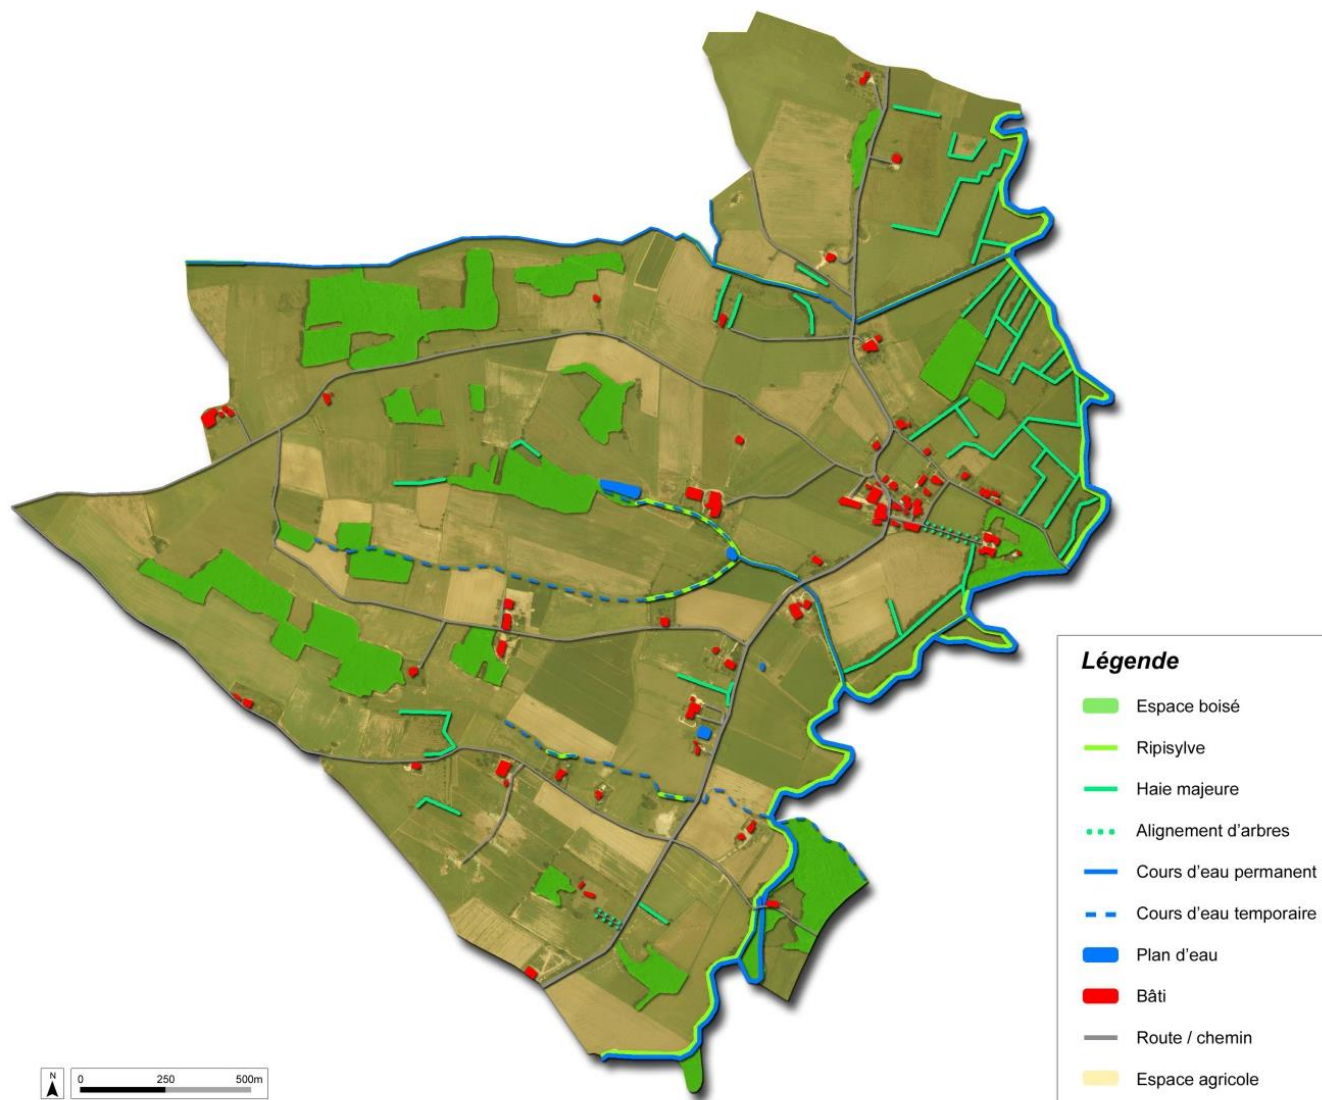 Légende
Espace boisé
Ripisylve
Haie majeure
Alignement d'arbres
Cours d'eau permanent
Cours d'eau temporaire
Plan d'eau
Bâti
Route / chemin
Espace agricole
N
0 250 500m